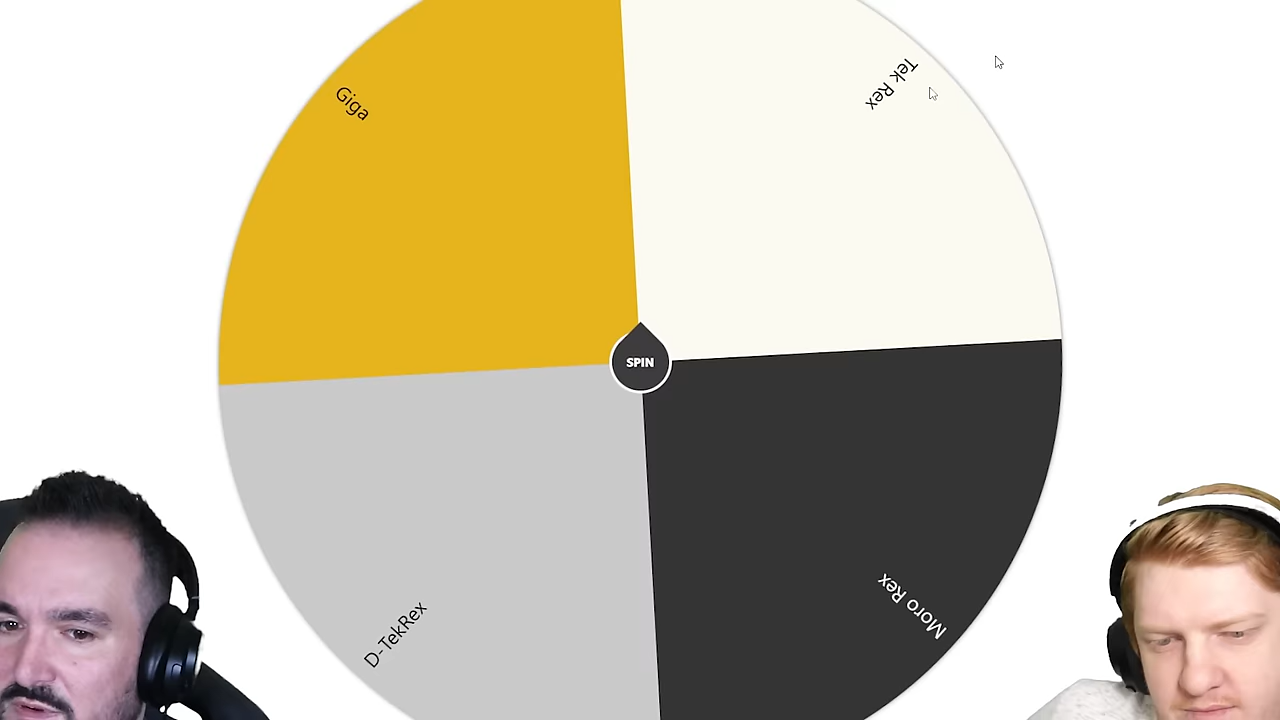 Giga
Tek Rex
SPIN
D-TekRex
Moro Rex